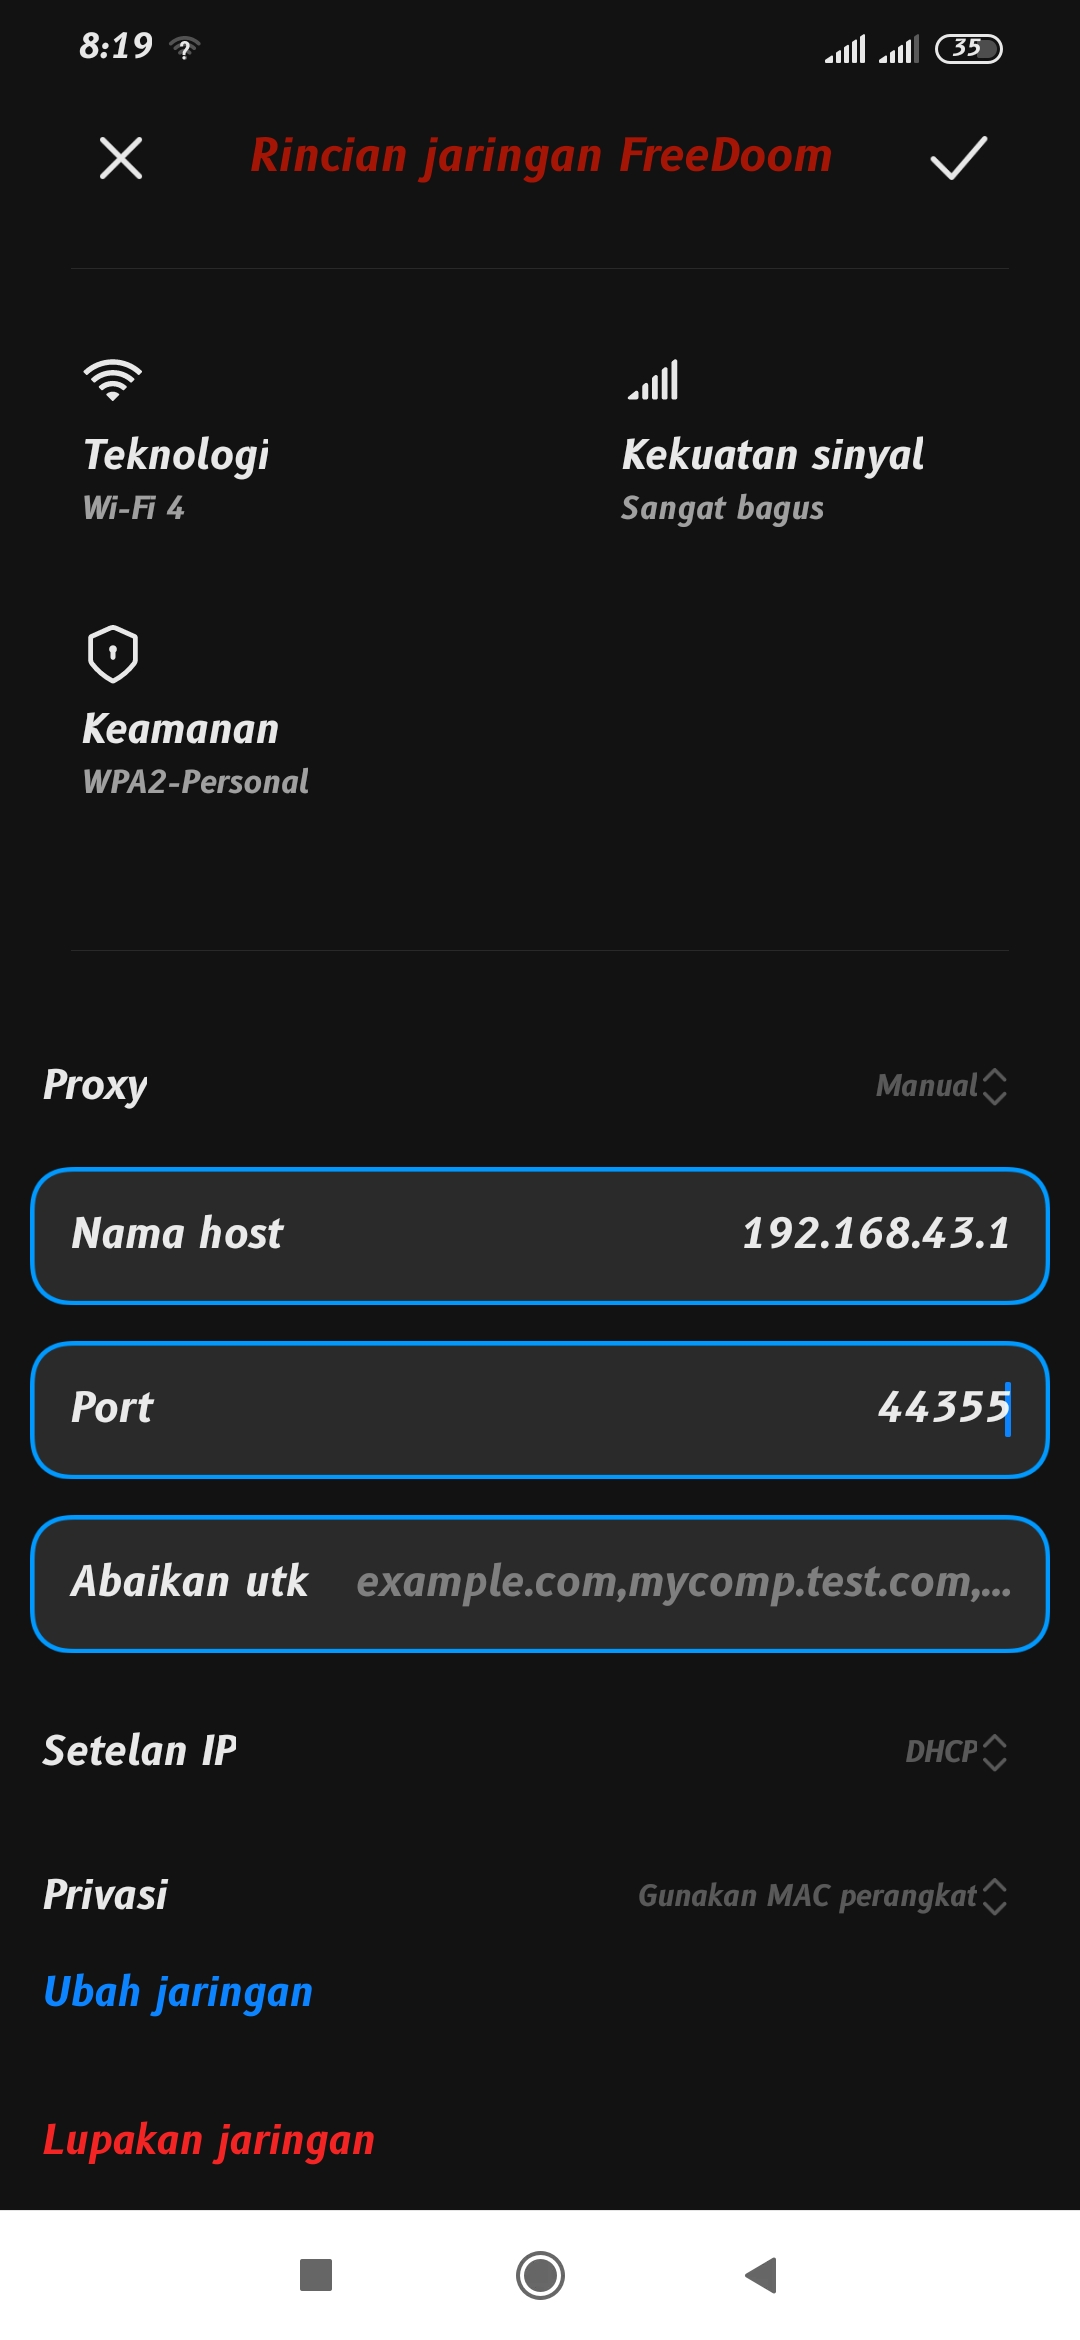 8:19
35
Rincian jaringan FreeDoom
Teknologi
Wi-Fi 4
Kekuatan sinyal
Sangat bagus
Keamanan
WPA2-Personal
Proxy
Manual
Nama host
192.168.43.1
Port
44355
Abaikan utk
example.com,mycomp.test.com,...
Setelan IP
DHCP
Privasi
Gunakan MAC perangkat
Ubah jaringan
Lupakan jaringan